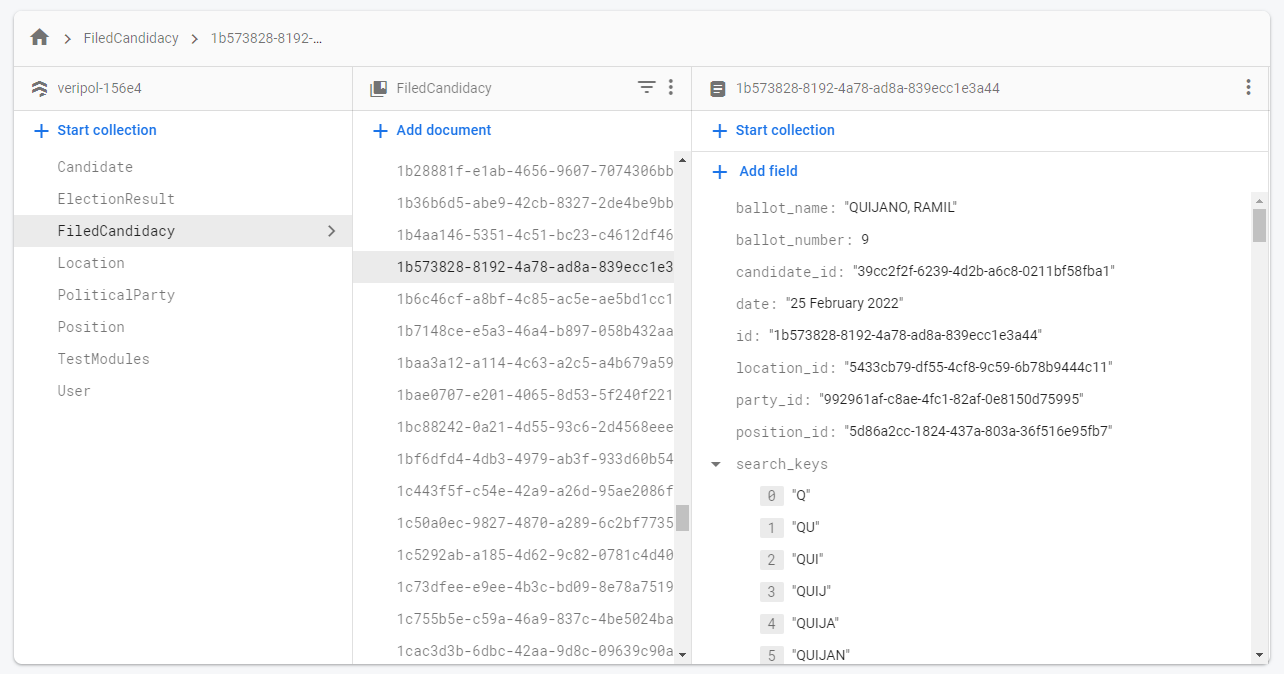 FiledCandidacy
1b573828-8192-...
veripol-156e4
Start collection
Candidate
ElectionResult
FiledCandidacy
Location
PoliticalParty
Position
TestModules
User
FiledCandidacy
Add document
1b28881f-e1ab-4656-9607-7074306bb
1b36b6d5-abe9-42cb-8327-2de4be9bb
1b4aa146-5351-4c51-bc23-c4612df46
1b573828-8192-4a78-ad8a-839ecc1e3
1b6c46cf-a8bf-4c85-ac5e-ae5bd1cc1
1b7148ce-e5a3-46a4-b897-058b432aa
1baa3a12-a114-4c63-a2c5-a4b679a59
1bae0707-e201-4065-8d53-5f240f221
1bc88242-0a21-4d55-93c6-2d4568eee
1bf6dfd4-4db3-4979-ab3f-933d60b54
1c443f5f-c54e-42a9-a26d-95ae2086f
1c50a0ec-9827-4870-a289-6c2bf7735
1c5292ab-a185-4d62-9c82-0781c4d40
1c73dfee-e9ee-4b3c-bd09-8e78a7519
1c755b5e-c59a-46a9-837c-4be5024ba
1cac3d3b-6dbc-42aa-9d8c-09639c90a
1b573828-8192-4a78-ad8a-839ecc1e3a44
Start collection
Add field
ballot_name: "QUIJANO, RAMIL"
ballot_number: 9
candidate_id: "39cc2f2f-6239-4d2b-a6c8-0211bf58fba1"
date: "25 February 2022"
id: "1b573828-8192-4a78-ad8a-839ecc1e3a44"
location_id: "5433cb79-df55-4cf8-9c59-6b78b9444c11"
party_id: "992961af-c8ae-4fc1-82af-0e8150d75995"
position_id: "5d86a2cc-1824-437a-803a-36f516e95fb7"
search_keys
0 "Q"
1 "QU"
2 "QUI"
3 "QUIJ"
4 "QUIJA"
5 "QUIJAN"